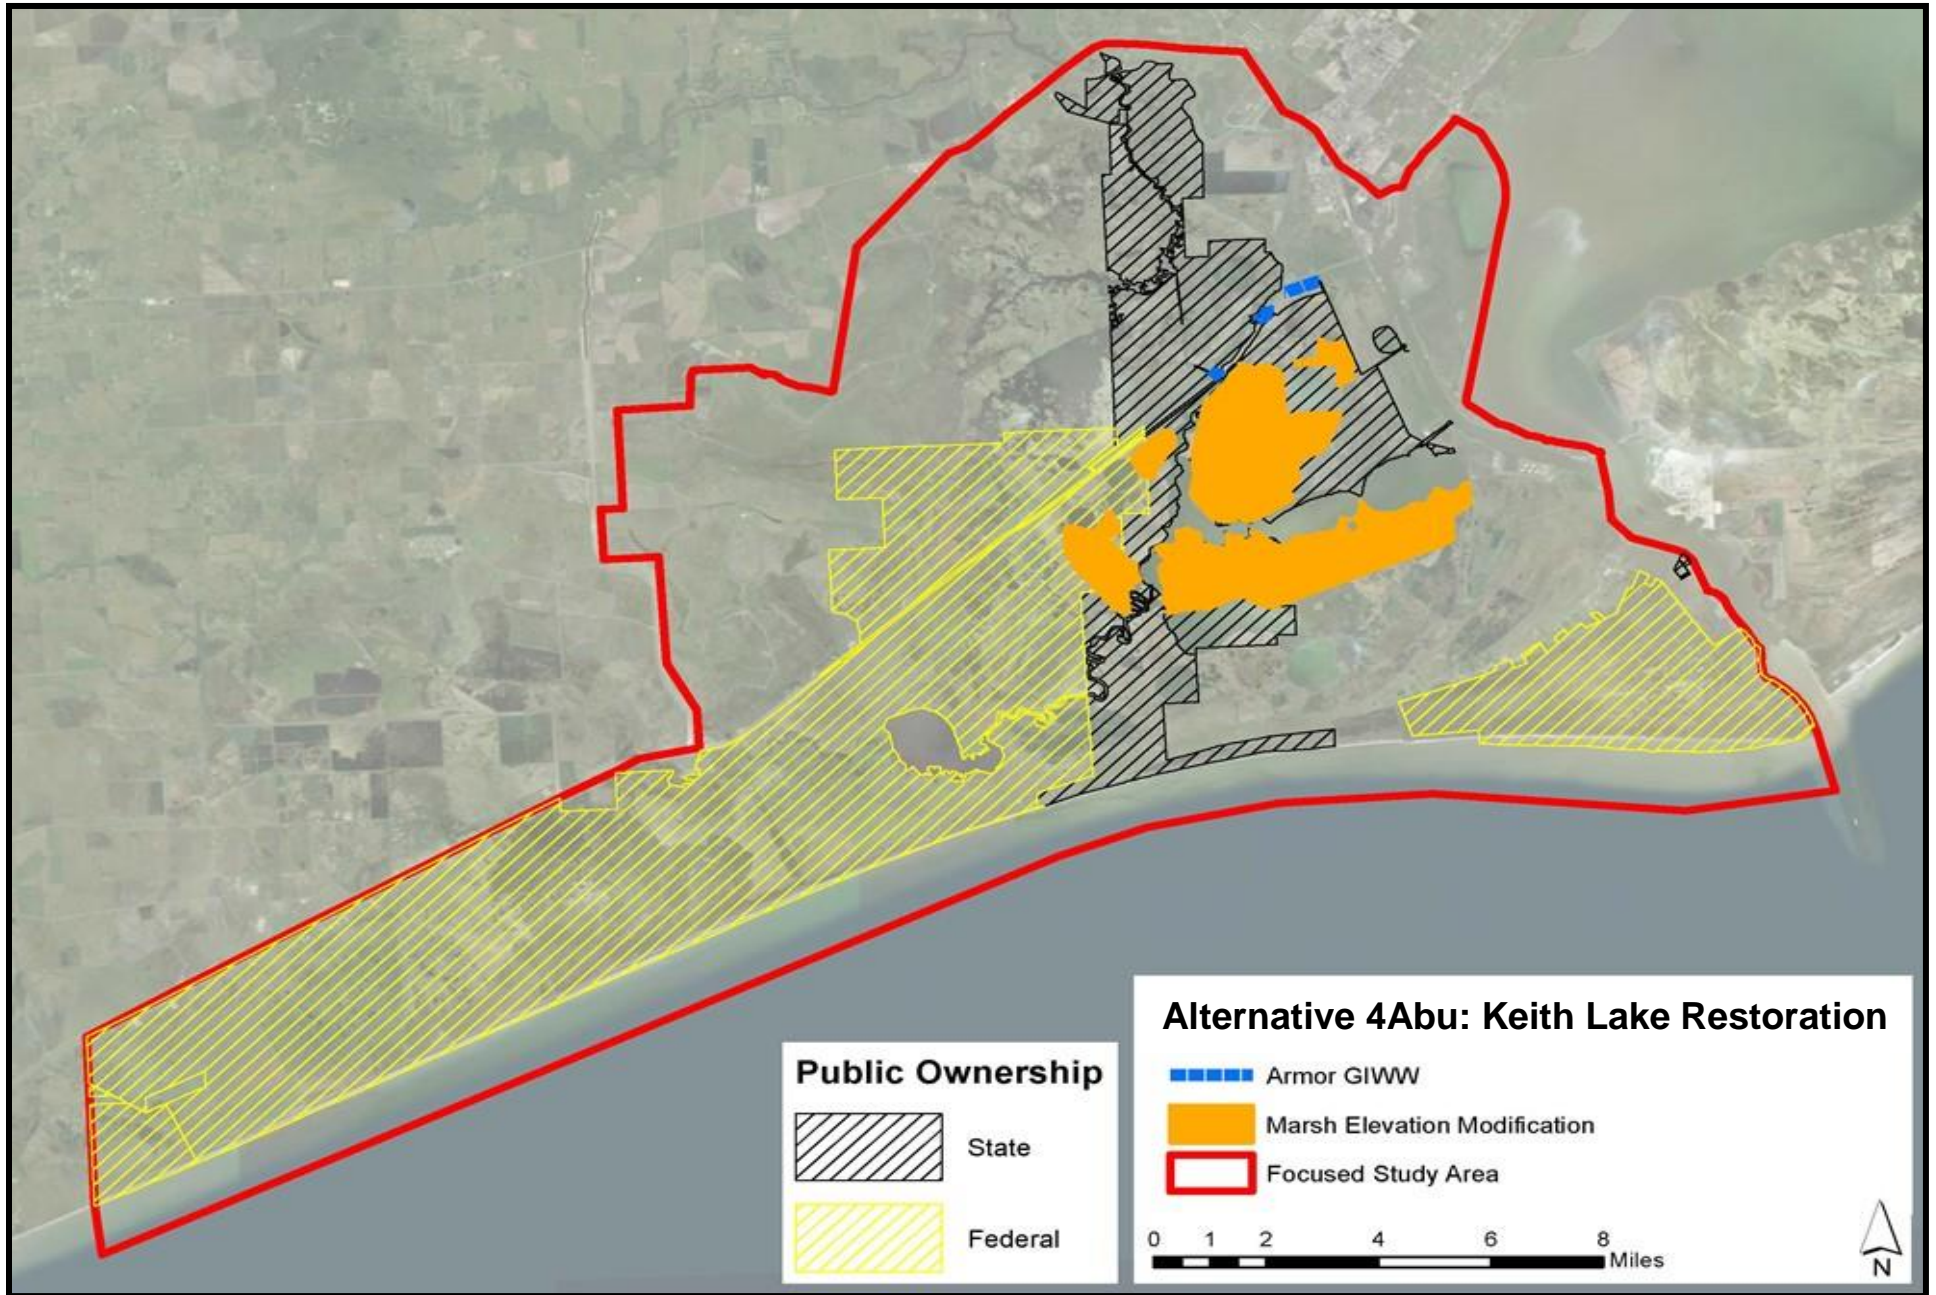 Public Ownership
State
Federal
Alternative 4Abu: Keith Lake Restoration
Armor GIWW
Marsh Elevation Modification
Focused Study Area
0 1 2 4 6 8
Miles
N